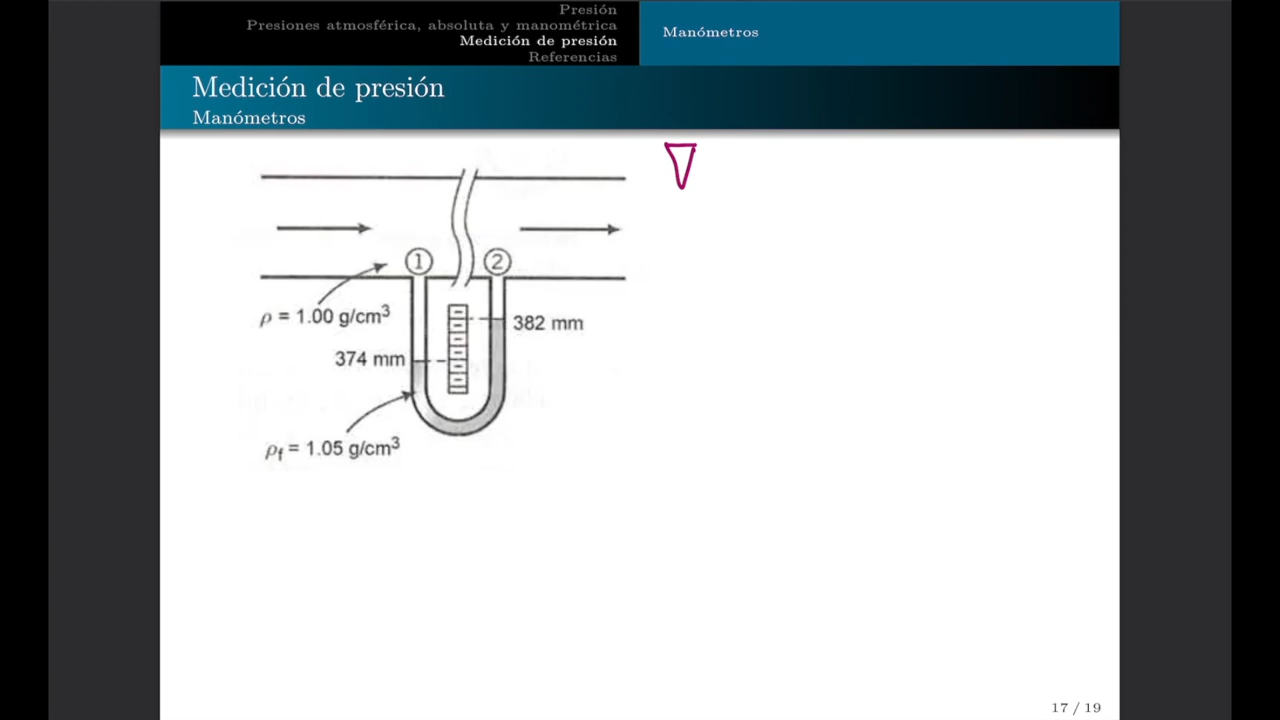 Presión
Presiones atmosférica, absoluta y manométrica
Medición de presión
Referencias
Manómetros
Medición de presión
Manómetros
1
2
ρ = 1.00 g/cm³
382 mm
374 mm
ρf = 1.05 g/cm³
17 / 19